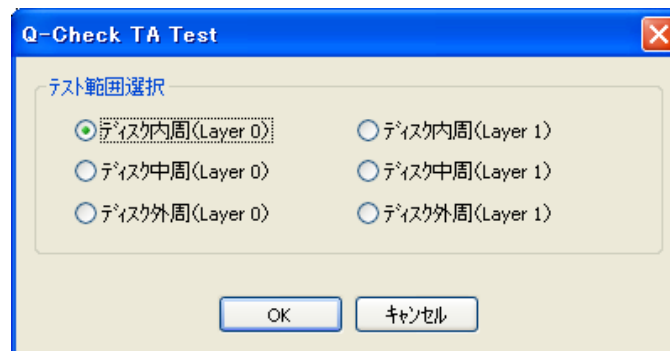 Q-Check TA Test
テスト範囲選択
ディスク内周(Layer 0) ディスク内周(Layer 1)
ディスク中周(Layer 0) ディスク中周(Layer 1)
ディスク外周(Layer 0) ディスク外周(Layer 1)
OK キャンセル